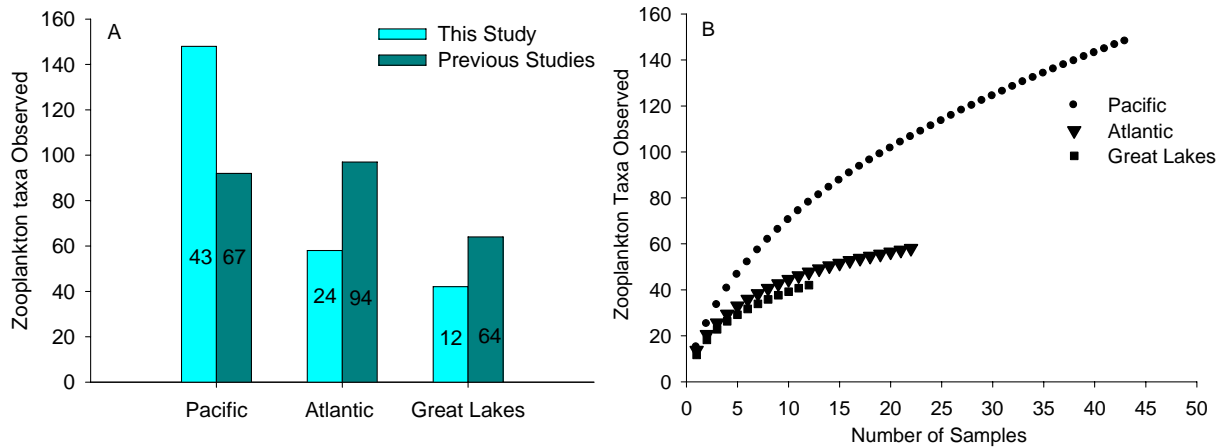 A
This Study
Previous Studies
Zooplankton taxa Observed
160
140
120
100
80
60
40
20
0
43
67
24
94
12
64
Pacific
Atlantic
Great Lakes
B
Pacific
Atlantic
Great Lakes
Zooplankton Taxa Observed
160
140
120
100
80
60
40
20
0
0
5
10
15
20
25
30
35
40
45
50
Number of Samples